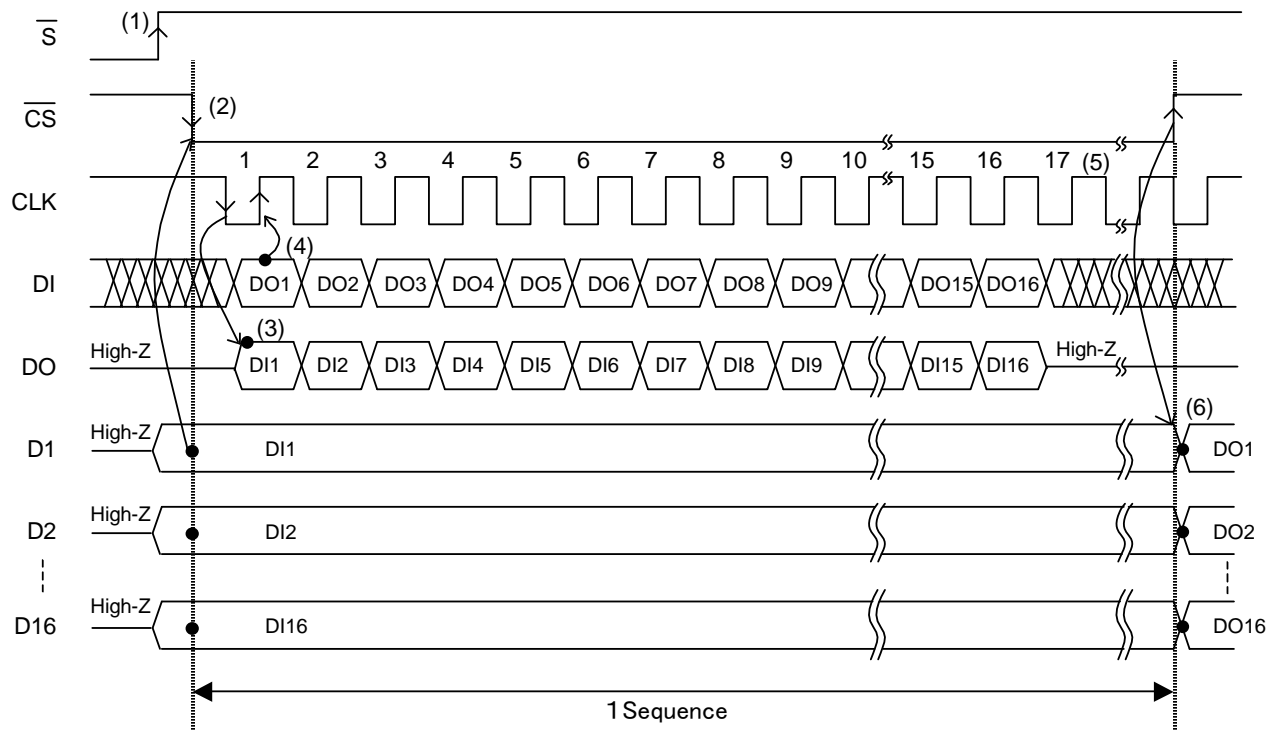 S (1)
CS (2)
1 2 3 4 5 6 7 8 9 10 15 16 17 (5)
CLK
(4)
DI DO1 DO2 DO3 DO4 DO5 DO6 DO7 DO8 DO9 DO15 DO16
(3)
High-Z
DO DI1 DI2 DI3 DI4 DI5 DI6 DI7 DI8 DI9 DI15 DI16 High-Z
(6)
High-Z
D1 DI1 DO1
High-Z
D2 DI2 DO2
High-Z
D16 DI16 DO16
1 Sequence